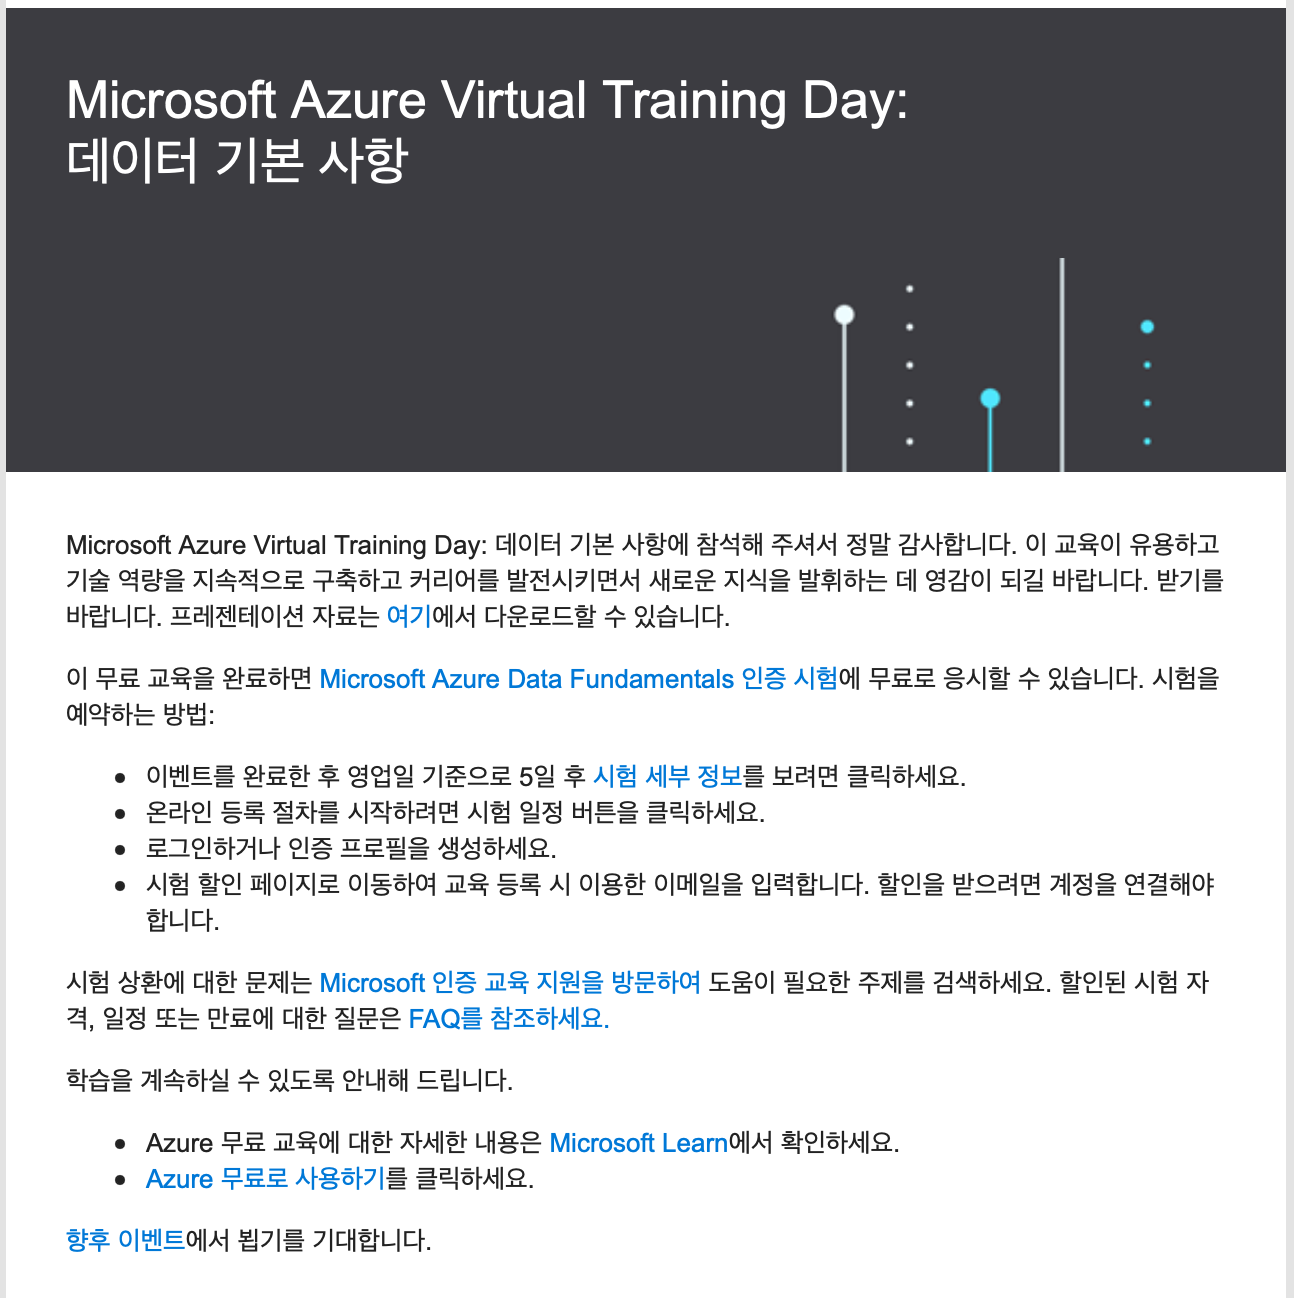 Microsoft Azure Virtual Training Day:
데이터 기본 사항
Microsoft Azure Virtual Training Day: 데이터 기본 사항에 참석해 주셔서 정말 감사합니다. 이 교육이 유용하고
기술 역량을 지속적으로 구축하고 커리어를 발전시키면서 새로운 지식을 발휘하는 데 영감이 되길 바랍니다. 받기를
바랍니다. 프레젠테이션 자료는 여기에서 다운로드할 수 있습니다.
이 무료 교육을 완료하면 Microsoft Azure Data Fundamentals 인증 시험에 무료로 응시할 수 있습니다. 시험을
예약하는 방법:
• 이벤트를 완료한 후 영업일 기준으로 5일 후 시험 세부 정보를 보려면 클릭하세요.
• 온라인 등록 절차를 시작하려면 시험 일정 버튼을 클릭하세요.
• 로그인하거나 인증 프로필을 생성하세요.
• 시험 할인 페이지로 이동하여 교육 등록 시 이용한 이메일을 입력합니다. 할인을 받으려면 계정을 연결해야
합니다.
시험 상환에 대한 문제는 Microsoft 인증 교육 지원을 방문하여 도움이 필요한 주제를 검색하세요. 할인된 시험 자
격, 일정 또는 만료에 대한 질문은 FAQ를 참조하세요.
학습을 계속하실 수 있도록 안내해 드립니다.
• Azure 무료 교육에 대한 자세한 내용은 Microsoft Learn에서 확인하세요.
• Azure 무료로 사용하기를 클릭하세요.
향후 이벤트에서 뵙기를 기대합니다.